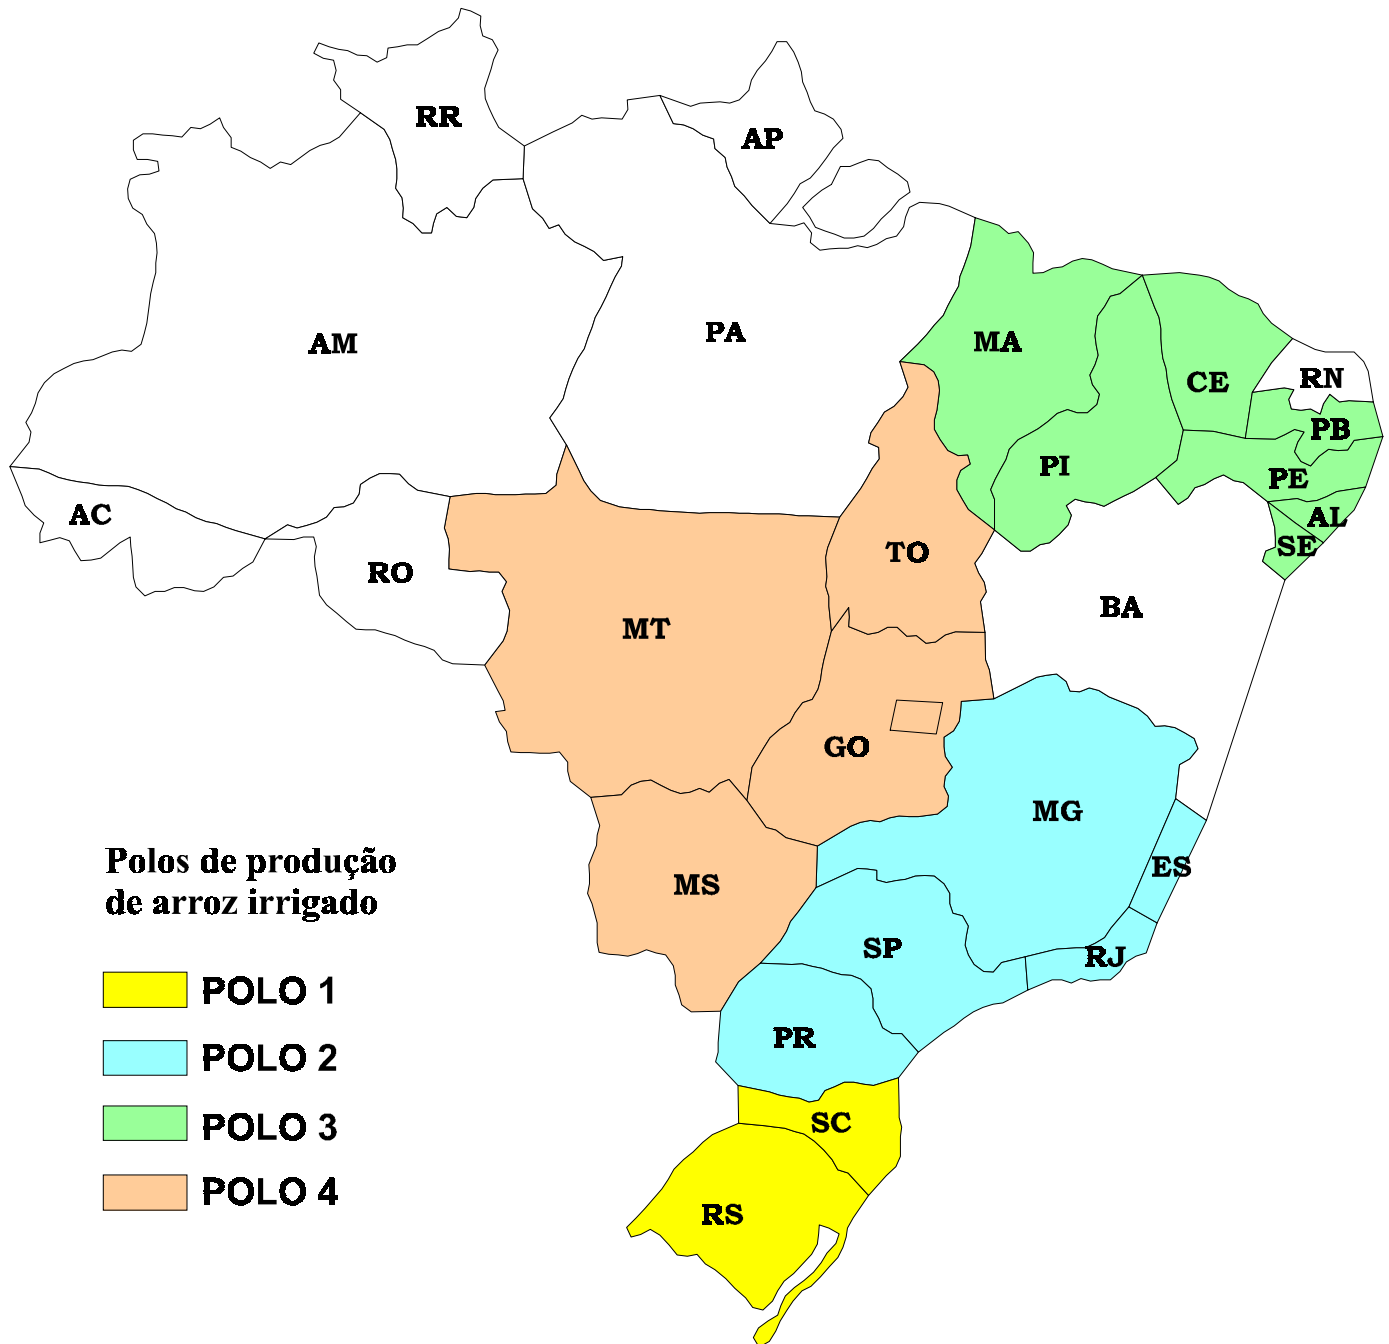 RR
AP
AM
PA
MA
CE
RN
PB
PI
PE
AC
AL
SE
TO
RO
BA
MT
GO
MG
Polos de produção
de arroz irrigado
ES
MS
SP
RJ
POLO 1
PR
POLO 2
SC
POLO 3
POLO 4
RS